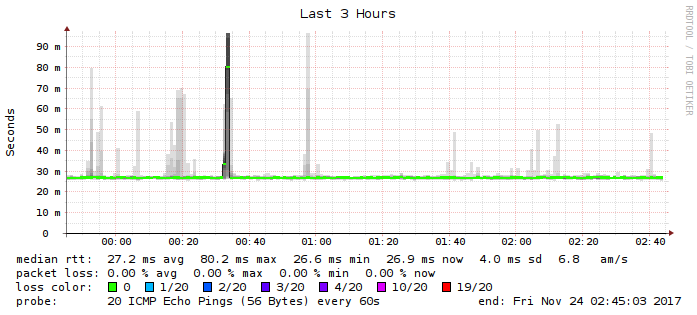 Last 3 Hours
RRDTOOL / TOBI OETIKER
Seconds
90 m
80 m
70 m
60 m
50 m
40 m
30 m
20 m
10 m
0
00:00 00:20 00:40 01:00 01:20 01:40 02:00 02:20 02:40
median rtt: 27.2 ms avg 80.2 ms max 26.6 ms min 26.9 ms now 4.0 ms sd 6.8 am/s
packet loss: 0.00 % avg 0.00 % max 0.00 % min 0.00 % now
loss color: 0 1/20 2/20 3/20 4/20 10/20 19/20
probe: 20 ICMP Echo Pings (56 Bytes) every 60s end: Fri Nov 24 02:45:03 2017